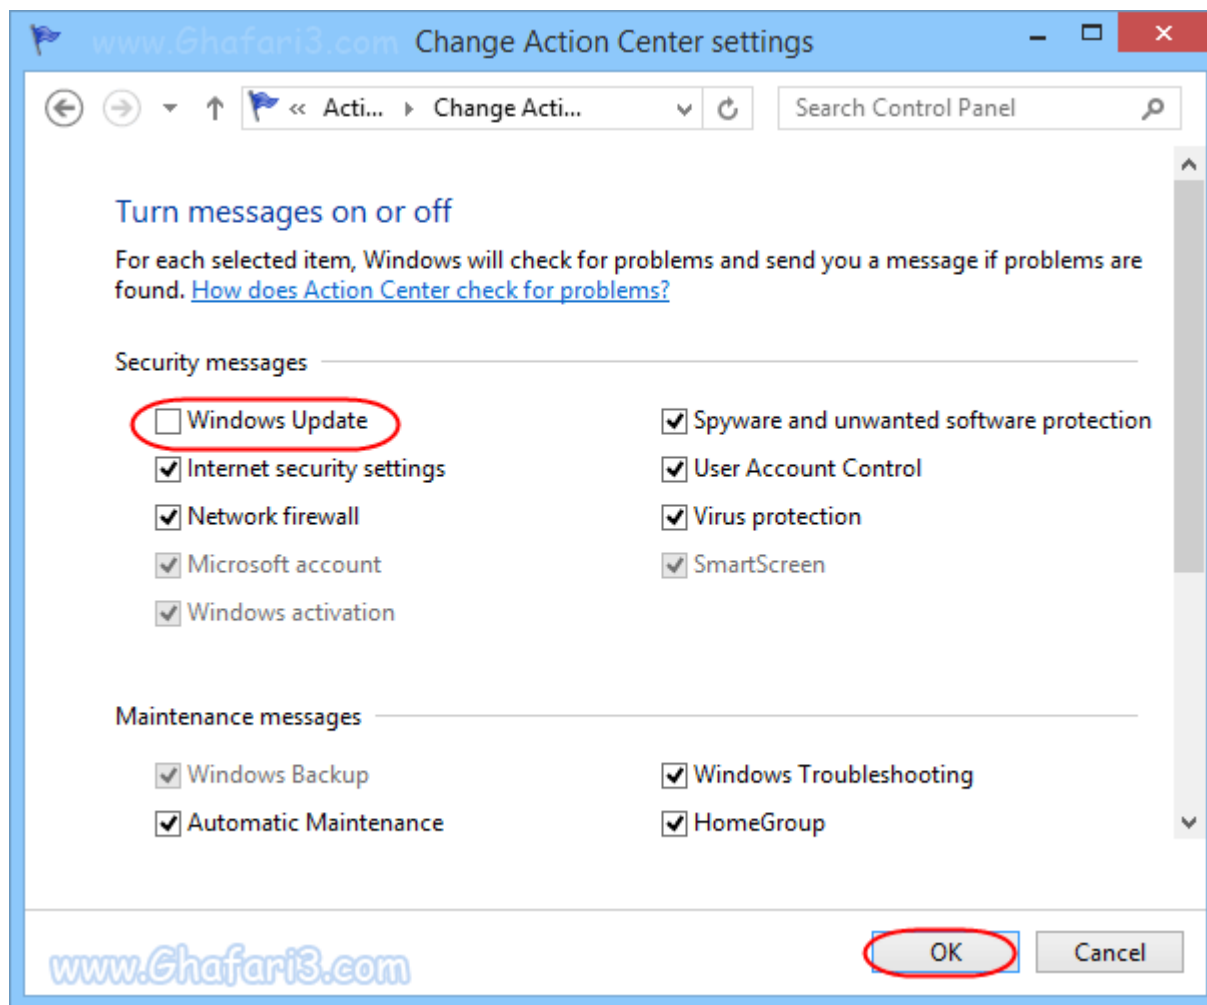 www.Ghafari3.com Change Action Center settings
« Acti... Change Acti... Search Control Panel
Turn messages on or off
For each selected item, Windows will check for problems and send you a message if problems are
found. How does Action Center check for problems?
Security messages
Windows Update Spyware and unwanted software protection
Internet security settings User Account Control
Network firewall Virus protection
Microsoft account SmartScreen
Windows activation
Maintenance messages
Windows Backup Windows Troubleshooting
Automatic Maintenance HomeGroup
OK Cancel
www.Ghafari3.com